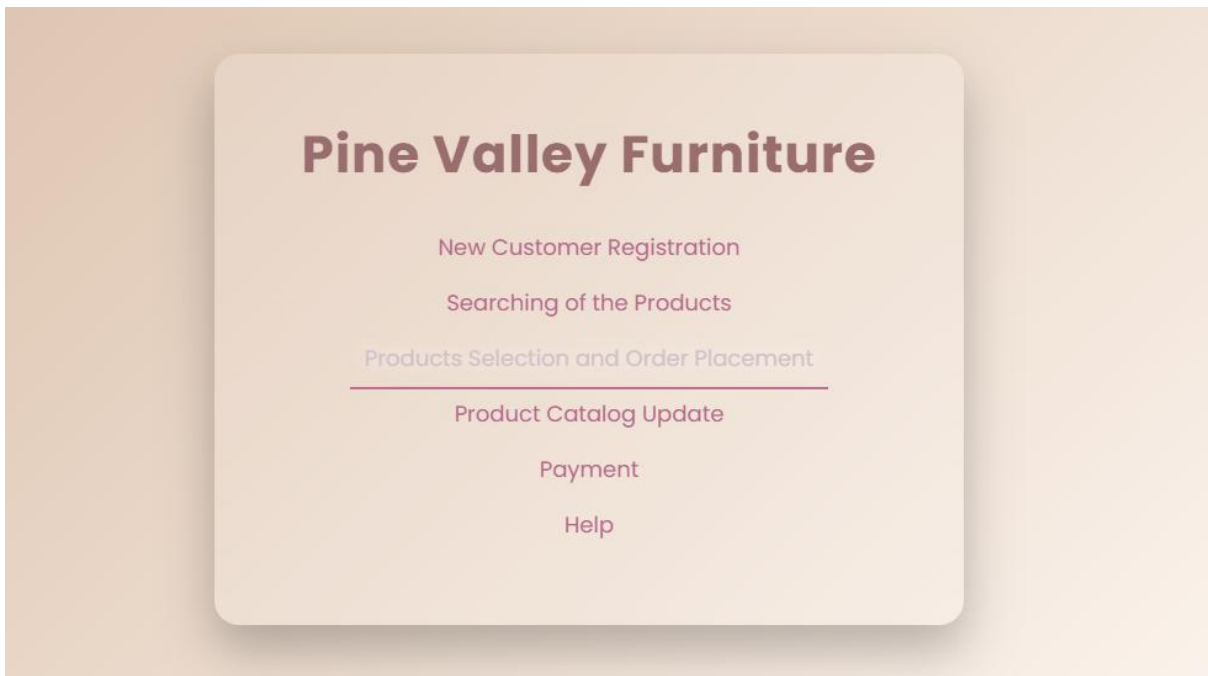 Pine Valley Furniture
New Customer Registration
Searching of the Products
Products Selection and Order Placement
Product Catalog Update
Payment
Help